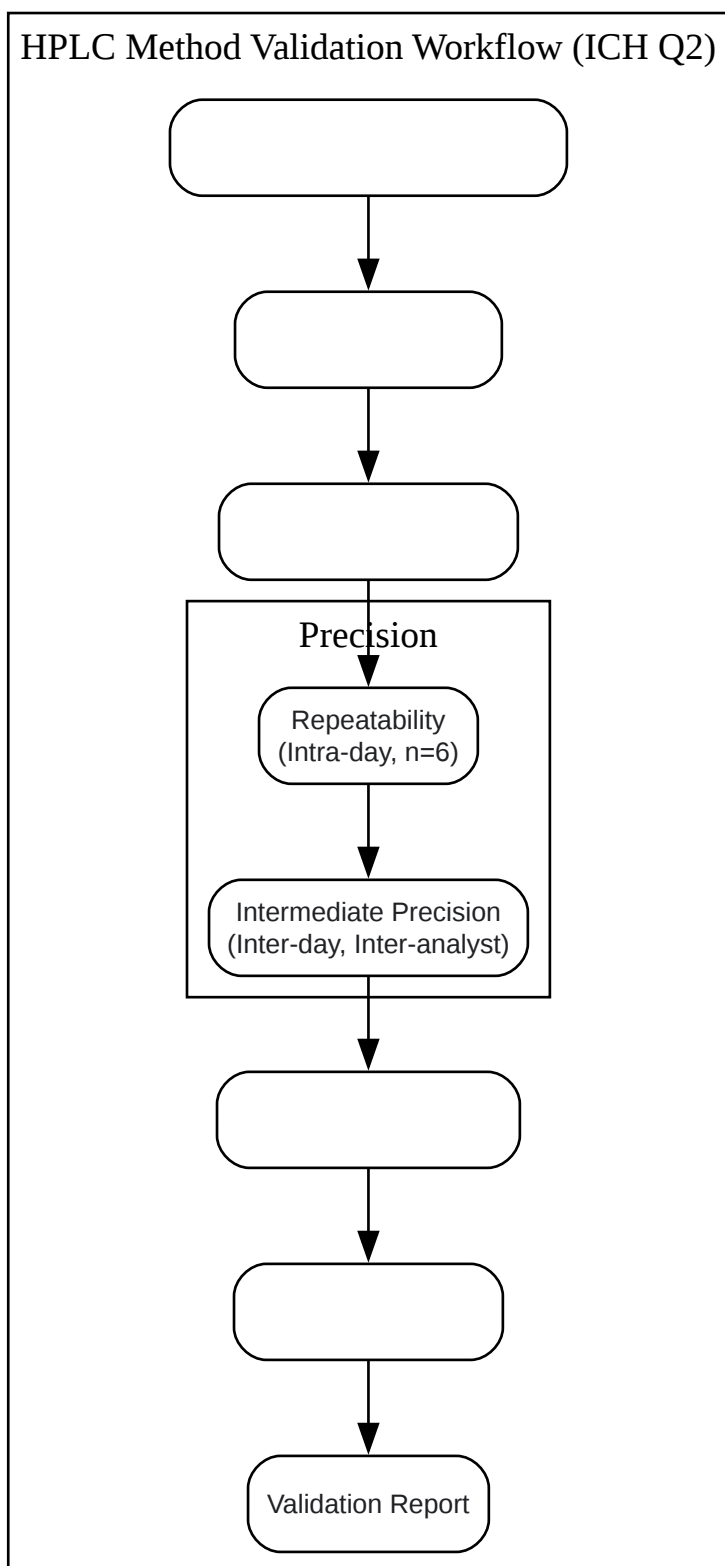 HPLC Method Validation Workflow (ICH Q2)
Precision
Repeatability
(Intra-day, n=6)
Intermediate Precision
(Inter-day, Inter-analyst)
Validation Report